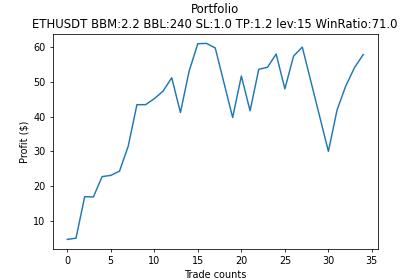 Portfolio
ETHUSDT BBM:2.2 BBL:240 SL:1.0 TP:1.2 lev:15 WinRatio:71.0
60
50
40
30
20
10
Profit ($)
0 5 10 15 20 25 30 35
Trade counts